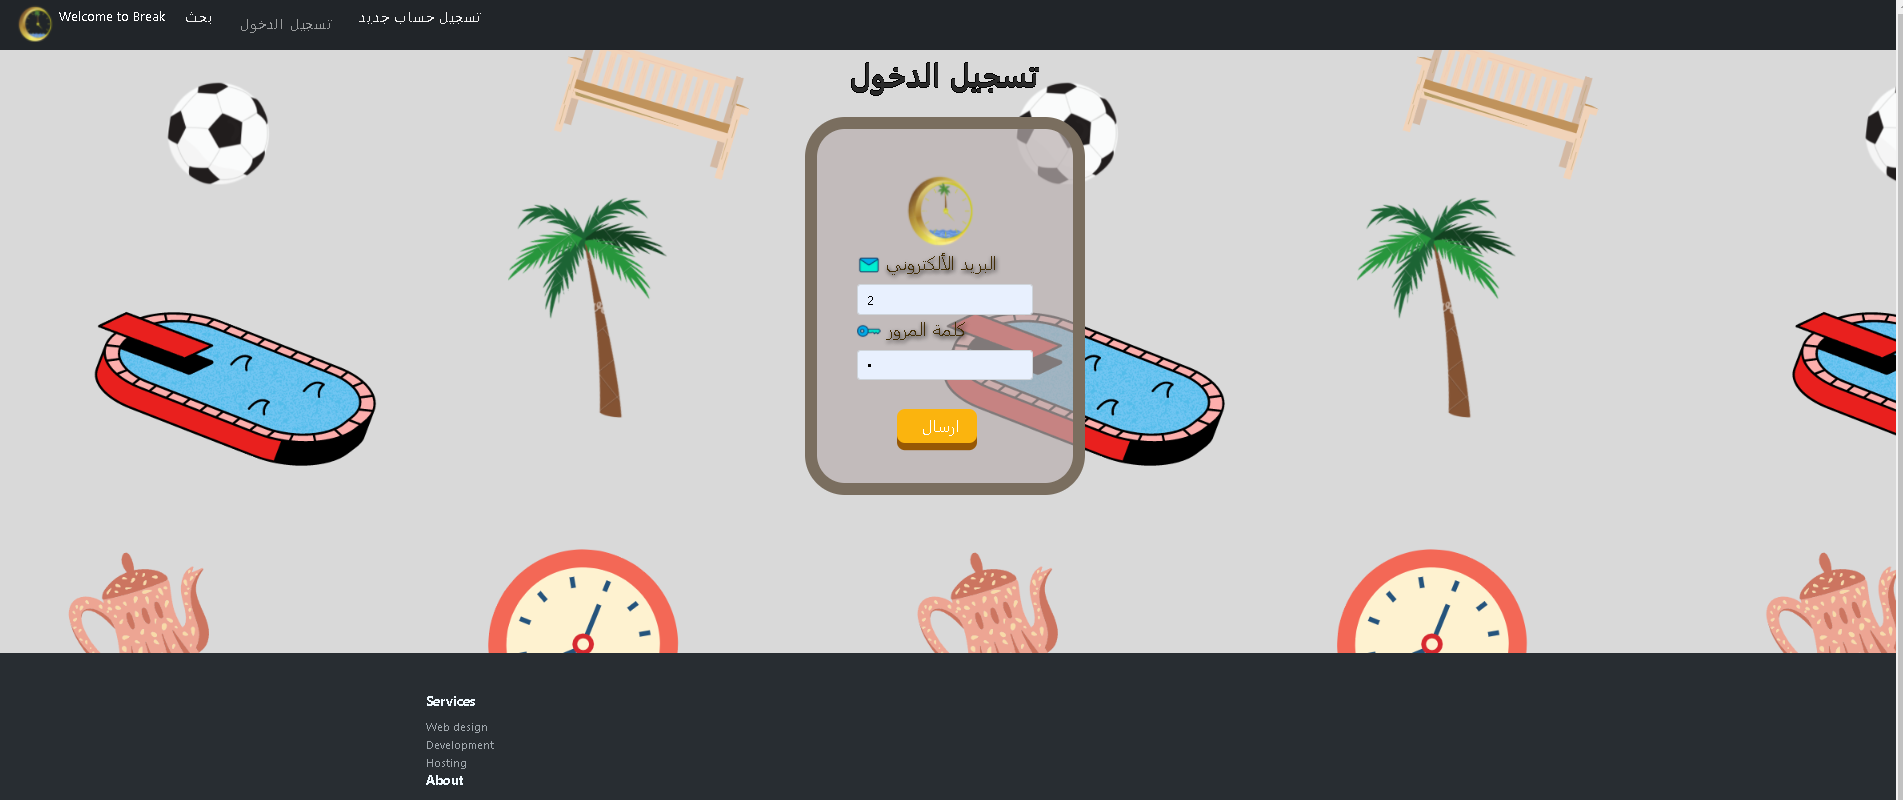 Welcome to Break
بحث
تسجيل الدخول
تسجيل حساب جديد
تسجيل الدخول
البريد الألكتروني
2
كلمة المرور
ارسال
Services
Web design
Development
Hosting
About